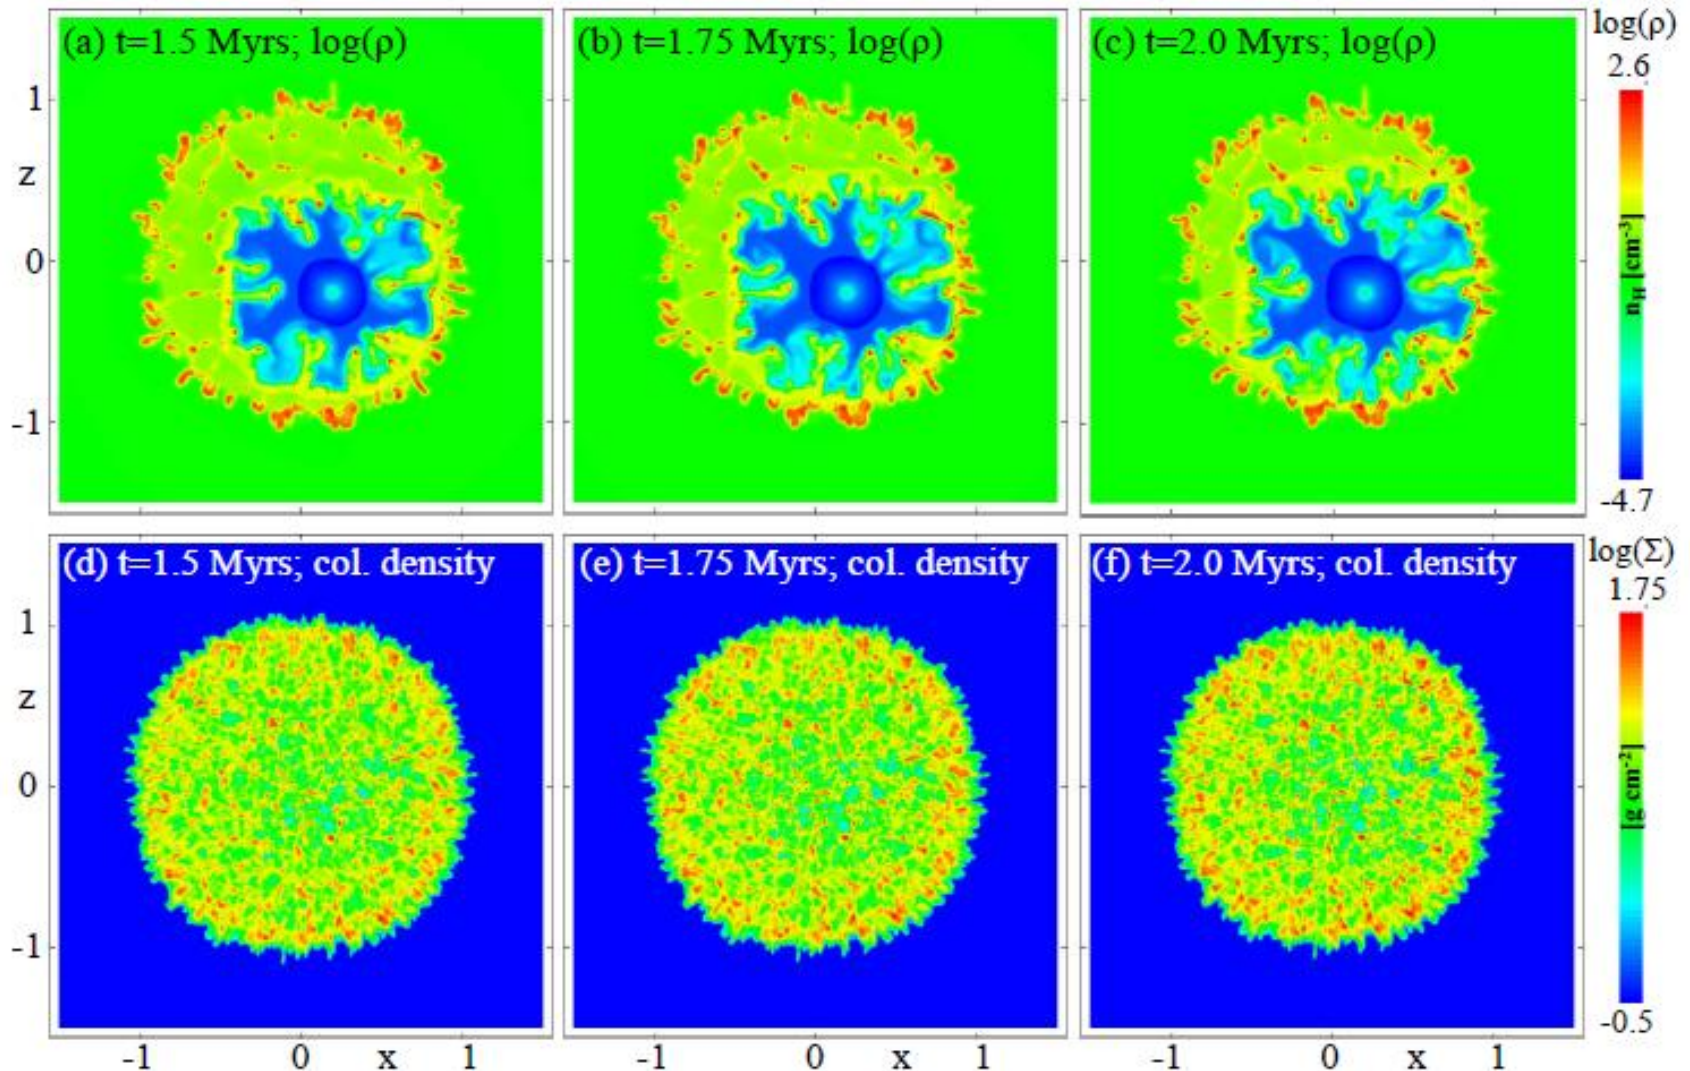 (a) t=1.5 Myrs; log(ρ)
(b) t=1.75 Myrs; log(ρ)
(c) t=2.0 Myrs; log(ρ)
log(ρ)
2.6
1
z
0
-1
n_H [cm⁻³]
-4.7
(d) t=1.5 Myrs; col. density
(e) t=1.75 Myrs; col. density
(f) t=2.0 Myrs; col. density
log(Σ)
1.75
1
z
0
-1
[g cm⁻²]
-0.5
-1 0 x 1
-1 0 x 1
-1 0 x 1